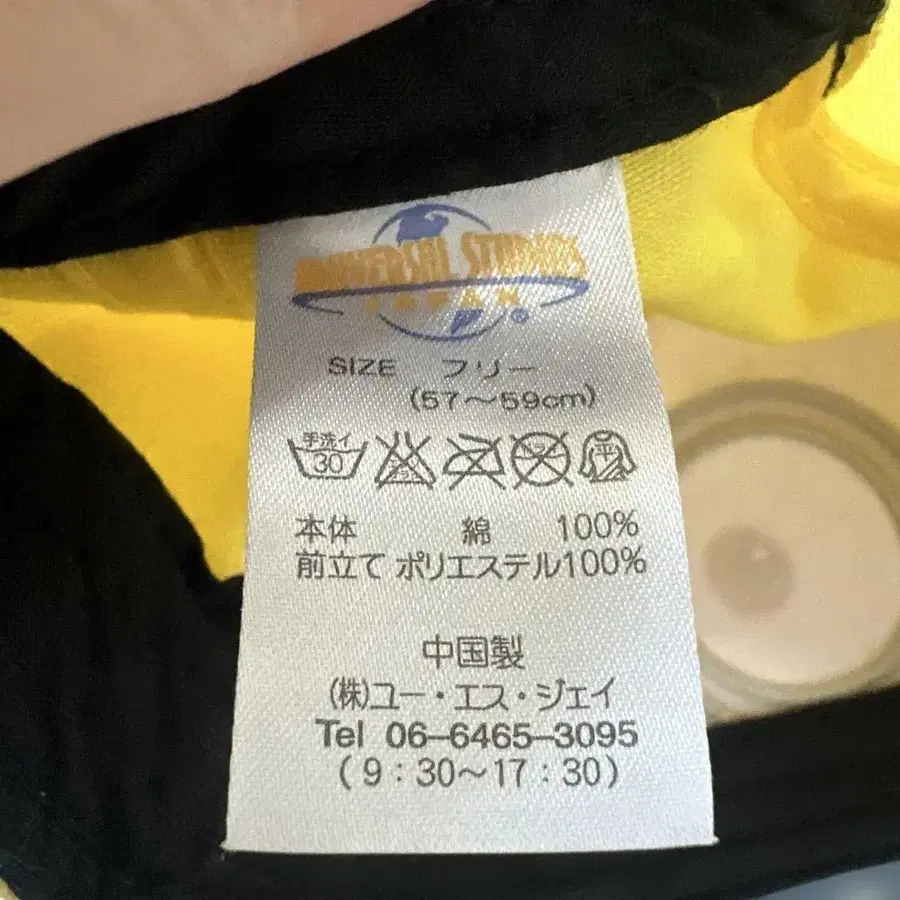 UNIVERSAL STUDIOS
JAPAN
®
SIZE フリー
(57～59cm)
手洗イ
30
平
本体 綿 100%
前立て ポリエステル100%
中国製
(株)ユー・エス・ジェイ
Tel 06-6465-3095
(9:30～17:30)